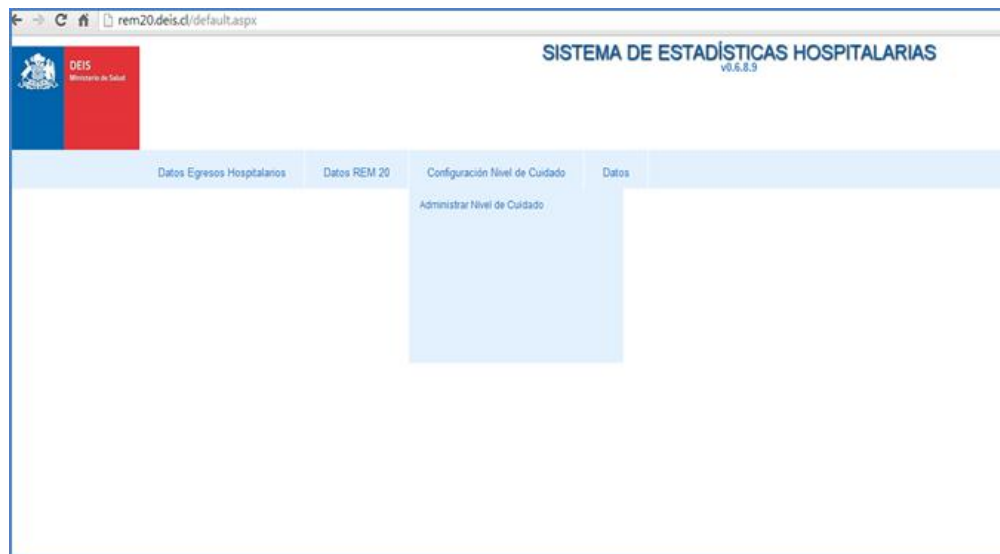 rem20.deis.cl/default.aspx
SISTEMA DE ESTADÍSTICAS HOSPITALARIAS
v0.6.8.9
DEIS
Ministerio de Salud
Datos Egresos Hospitalarios Datos REM 20 Configuración Nivel de Cuidado Datos
Administrar Nivel de Cuidado